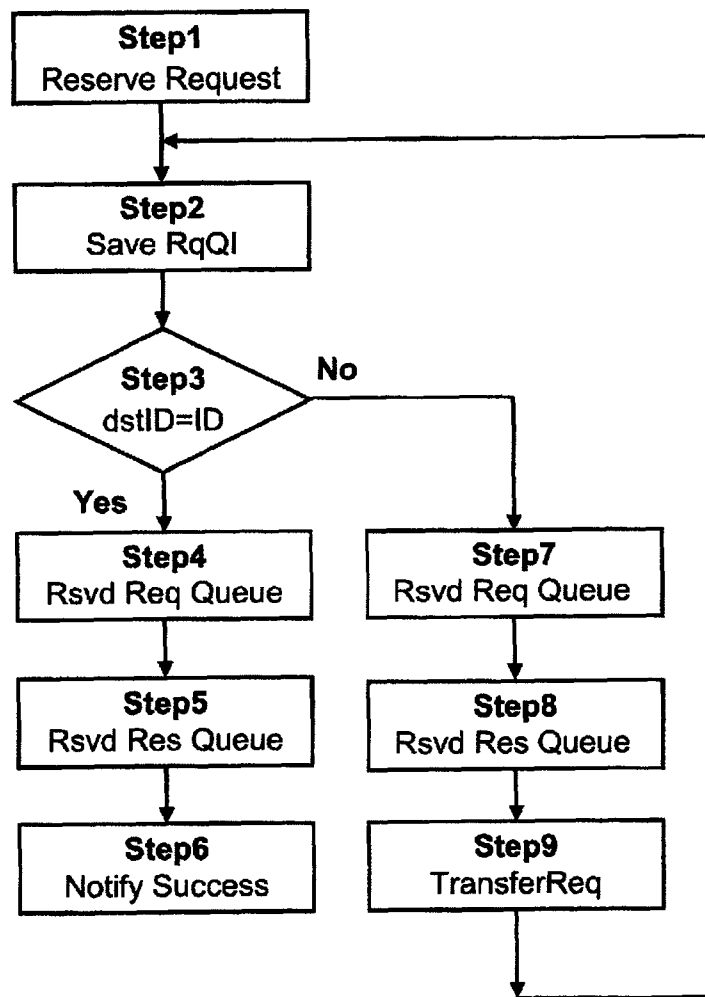 Step1
Reserve Request
Step2
Save RqQI
Step3
dstID=ID
No
Yes
Step4
Rsvd Req Queue
Step7
Rsvd Req Queue
Step5
Rsvd Res Queue
Step8
Rsvd Res Queue
Step6
Notify Success
Step9
TransferReq